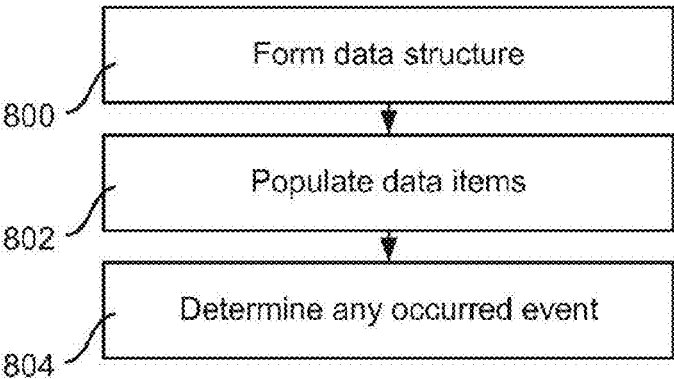 Form data structure
800
Populate data items
802
Determine any occurred event
804